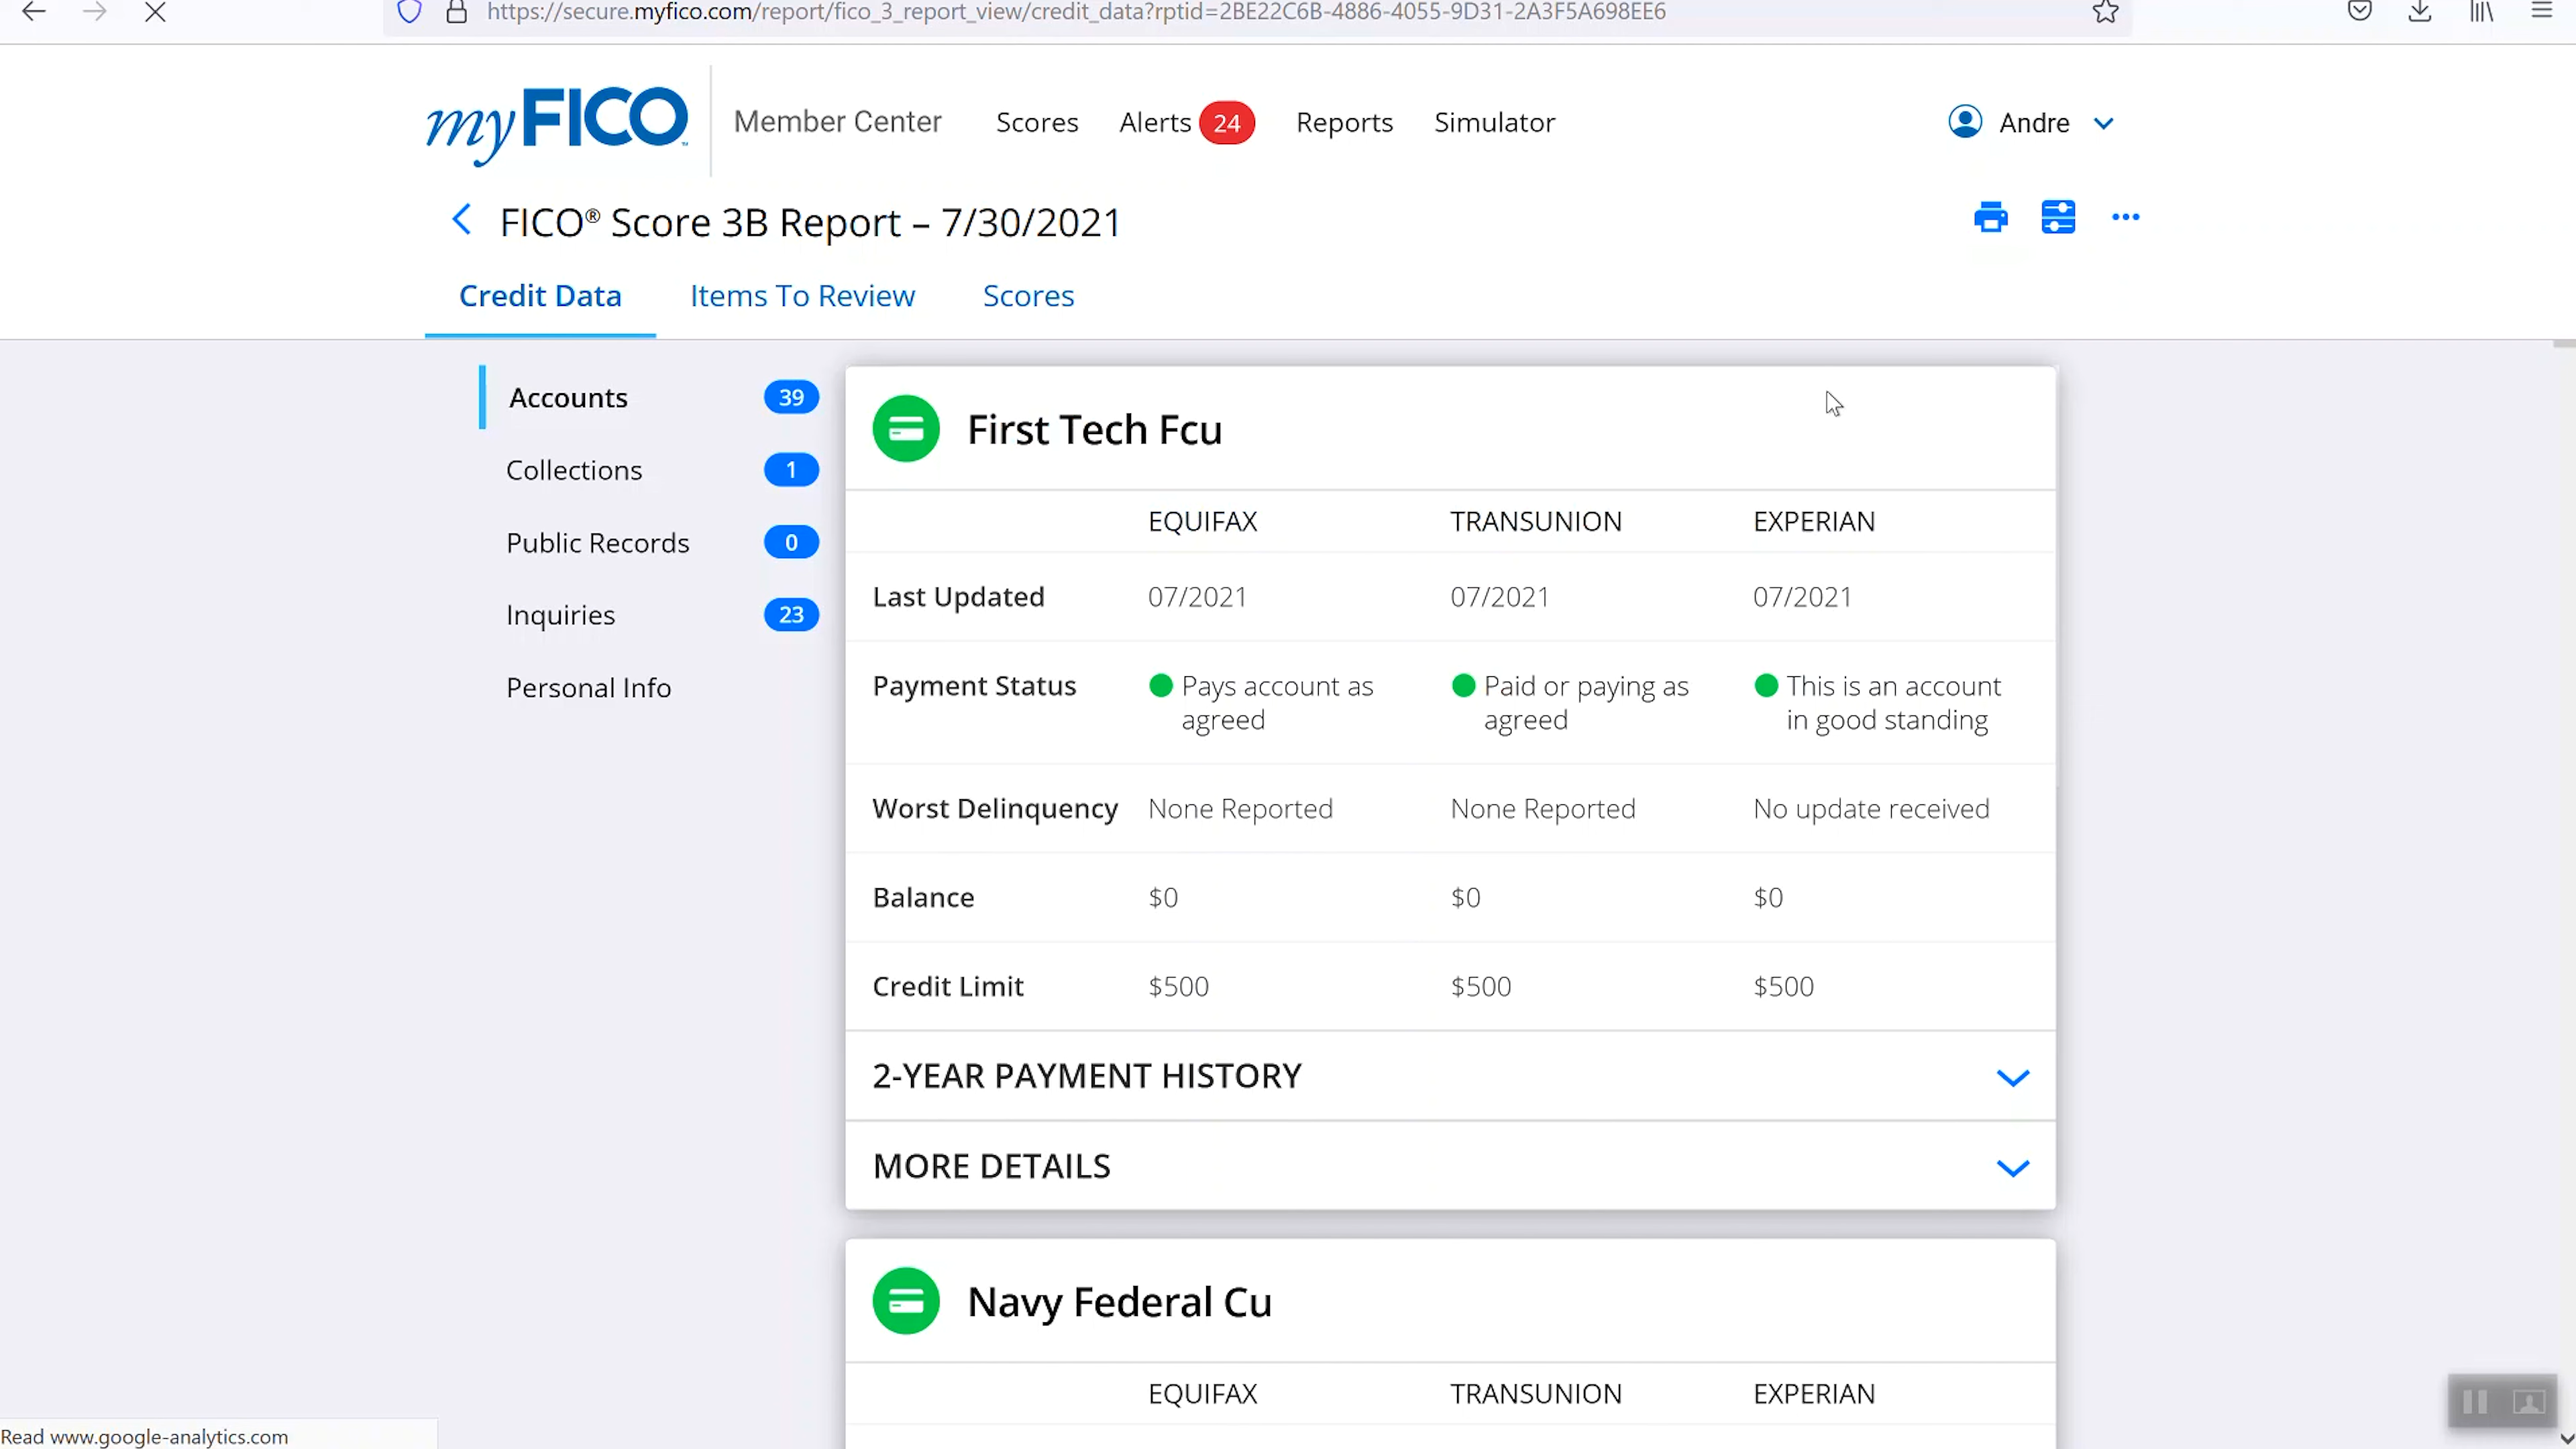 https://secure.myfico.com/report/fico_3_report_view/credit_data?rptid=2BE22C6B-4886-4055-9D31-2A3F5A698EE6
myFICO™ Member Center Scores Alerts 24 Reports Simulator Andre
FICO® Score 3B Report – 7/30/2021
Credit Data Items To Review Scores
Accounts 39
Collections 1
Public Records 0
Inquiries 23
Personal Info
First Tech Fcu
EQUIFAX TRANSUNION EXPERIAN
Last Updated 07/2021 07/2021 07/2021
Payment Status Pays account as Paid or paying as This is an account
agreed agreed in good standing
Worst Delinquency None Reported None Reported No update received
Balance $0 $0 $0
Credit Limit $500 $500 $500
2-YEAR PAYMENT HISTORY
MORE DETAILS
Navy Federal Cu
EQUIFAX TRANSUNION EXPERIAN
Read www.google-analytics.com